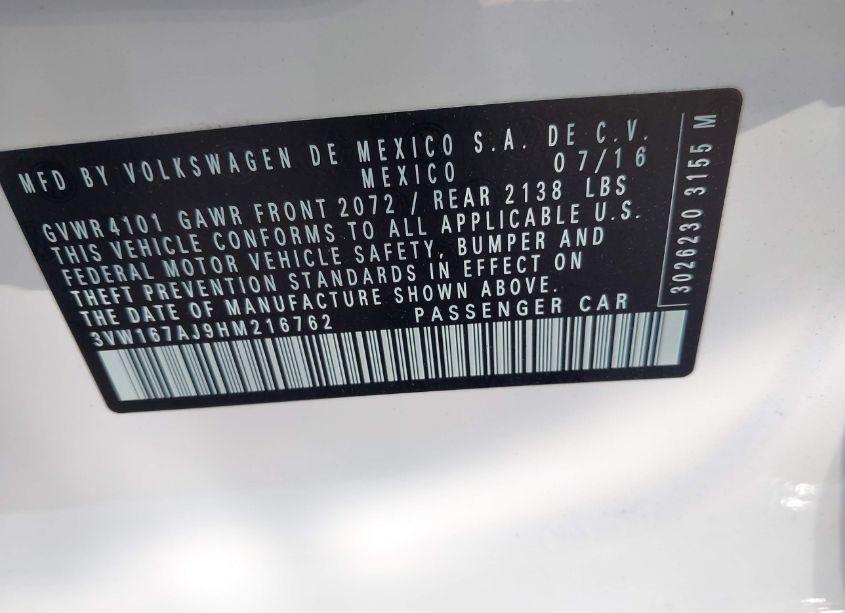 MFD BY VOLKSWAGEN DE MEXICO S.A. DE C.V.
MEXICO 07/16
GVWR4101 GAWR FRONT 2072 / REAR 2138 LBS
THIS VEHICLE CONFORMS TO ALL APPLICABLE U.S.
FEDERAL MOTOR VEHICLE SAFETY, BUMPER AND
THEFT PREVENTION STANDARDS IN EFFECT ON
THE DATE OF MANUFACTURE SHOWN ABOVE.
3VW167AJ9HM216762 PASSENGER CAR
3026230 3155 M